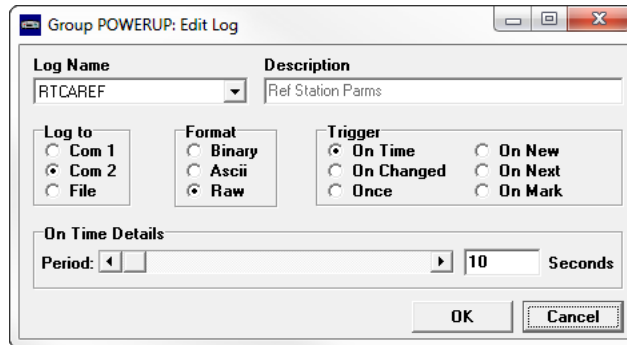 Group POWERUP: Edit Log
Log Name Description
RTCAREF Ref Station Parms
Log to Format Trigger
Com 1 Binary On Time On New
Com 2 Ascii On Changed On Next
File Raw Once On Mark
On Time Details
Period: 10 Seconds
OK Cancel